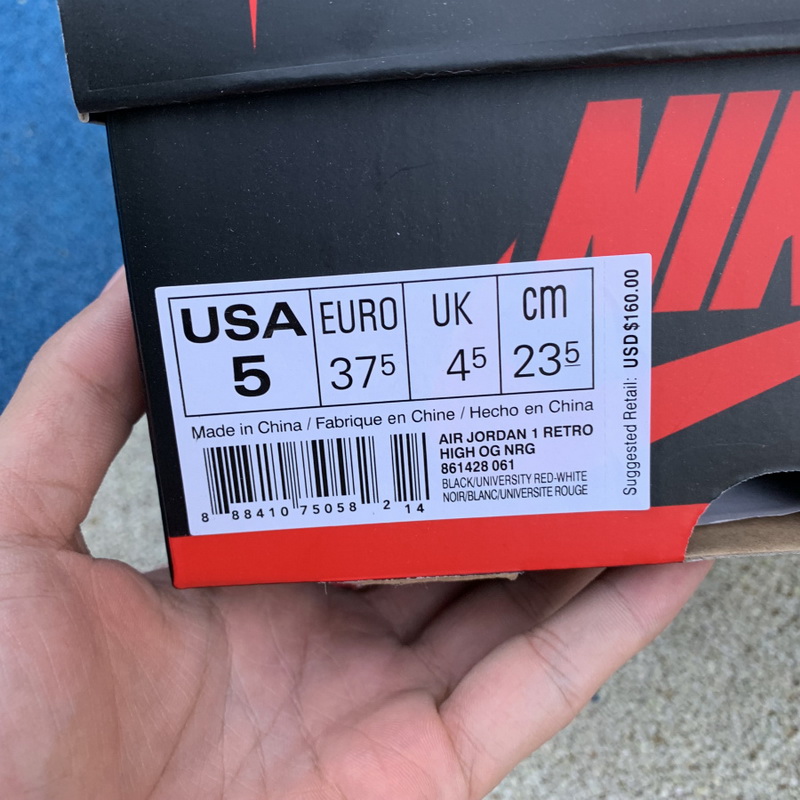 NIK
USA EURO UK cm
5 375 45 235
Made in China / Fabrique en Chine / Hecho en China
AIR JORDAN 1 RETRO
HIGH OG NRG
861428 061
BLACK/UNIVERSITY RED-WHITE
NOIR/BLANC/UNIVERSITE ROUGE
8 88410 75058 2 14
Suggested Retail: USD $160.00